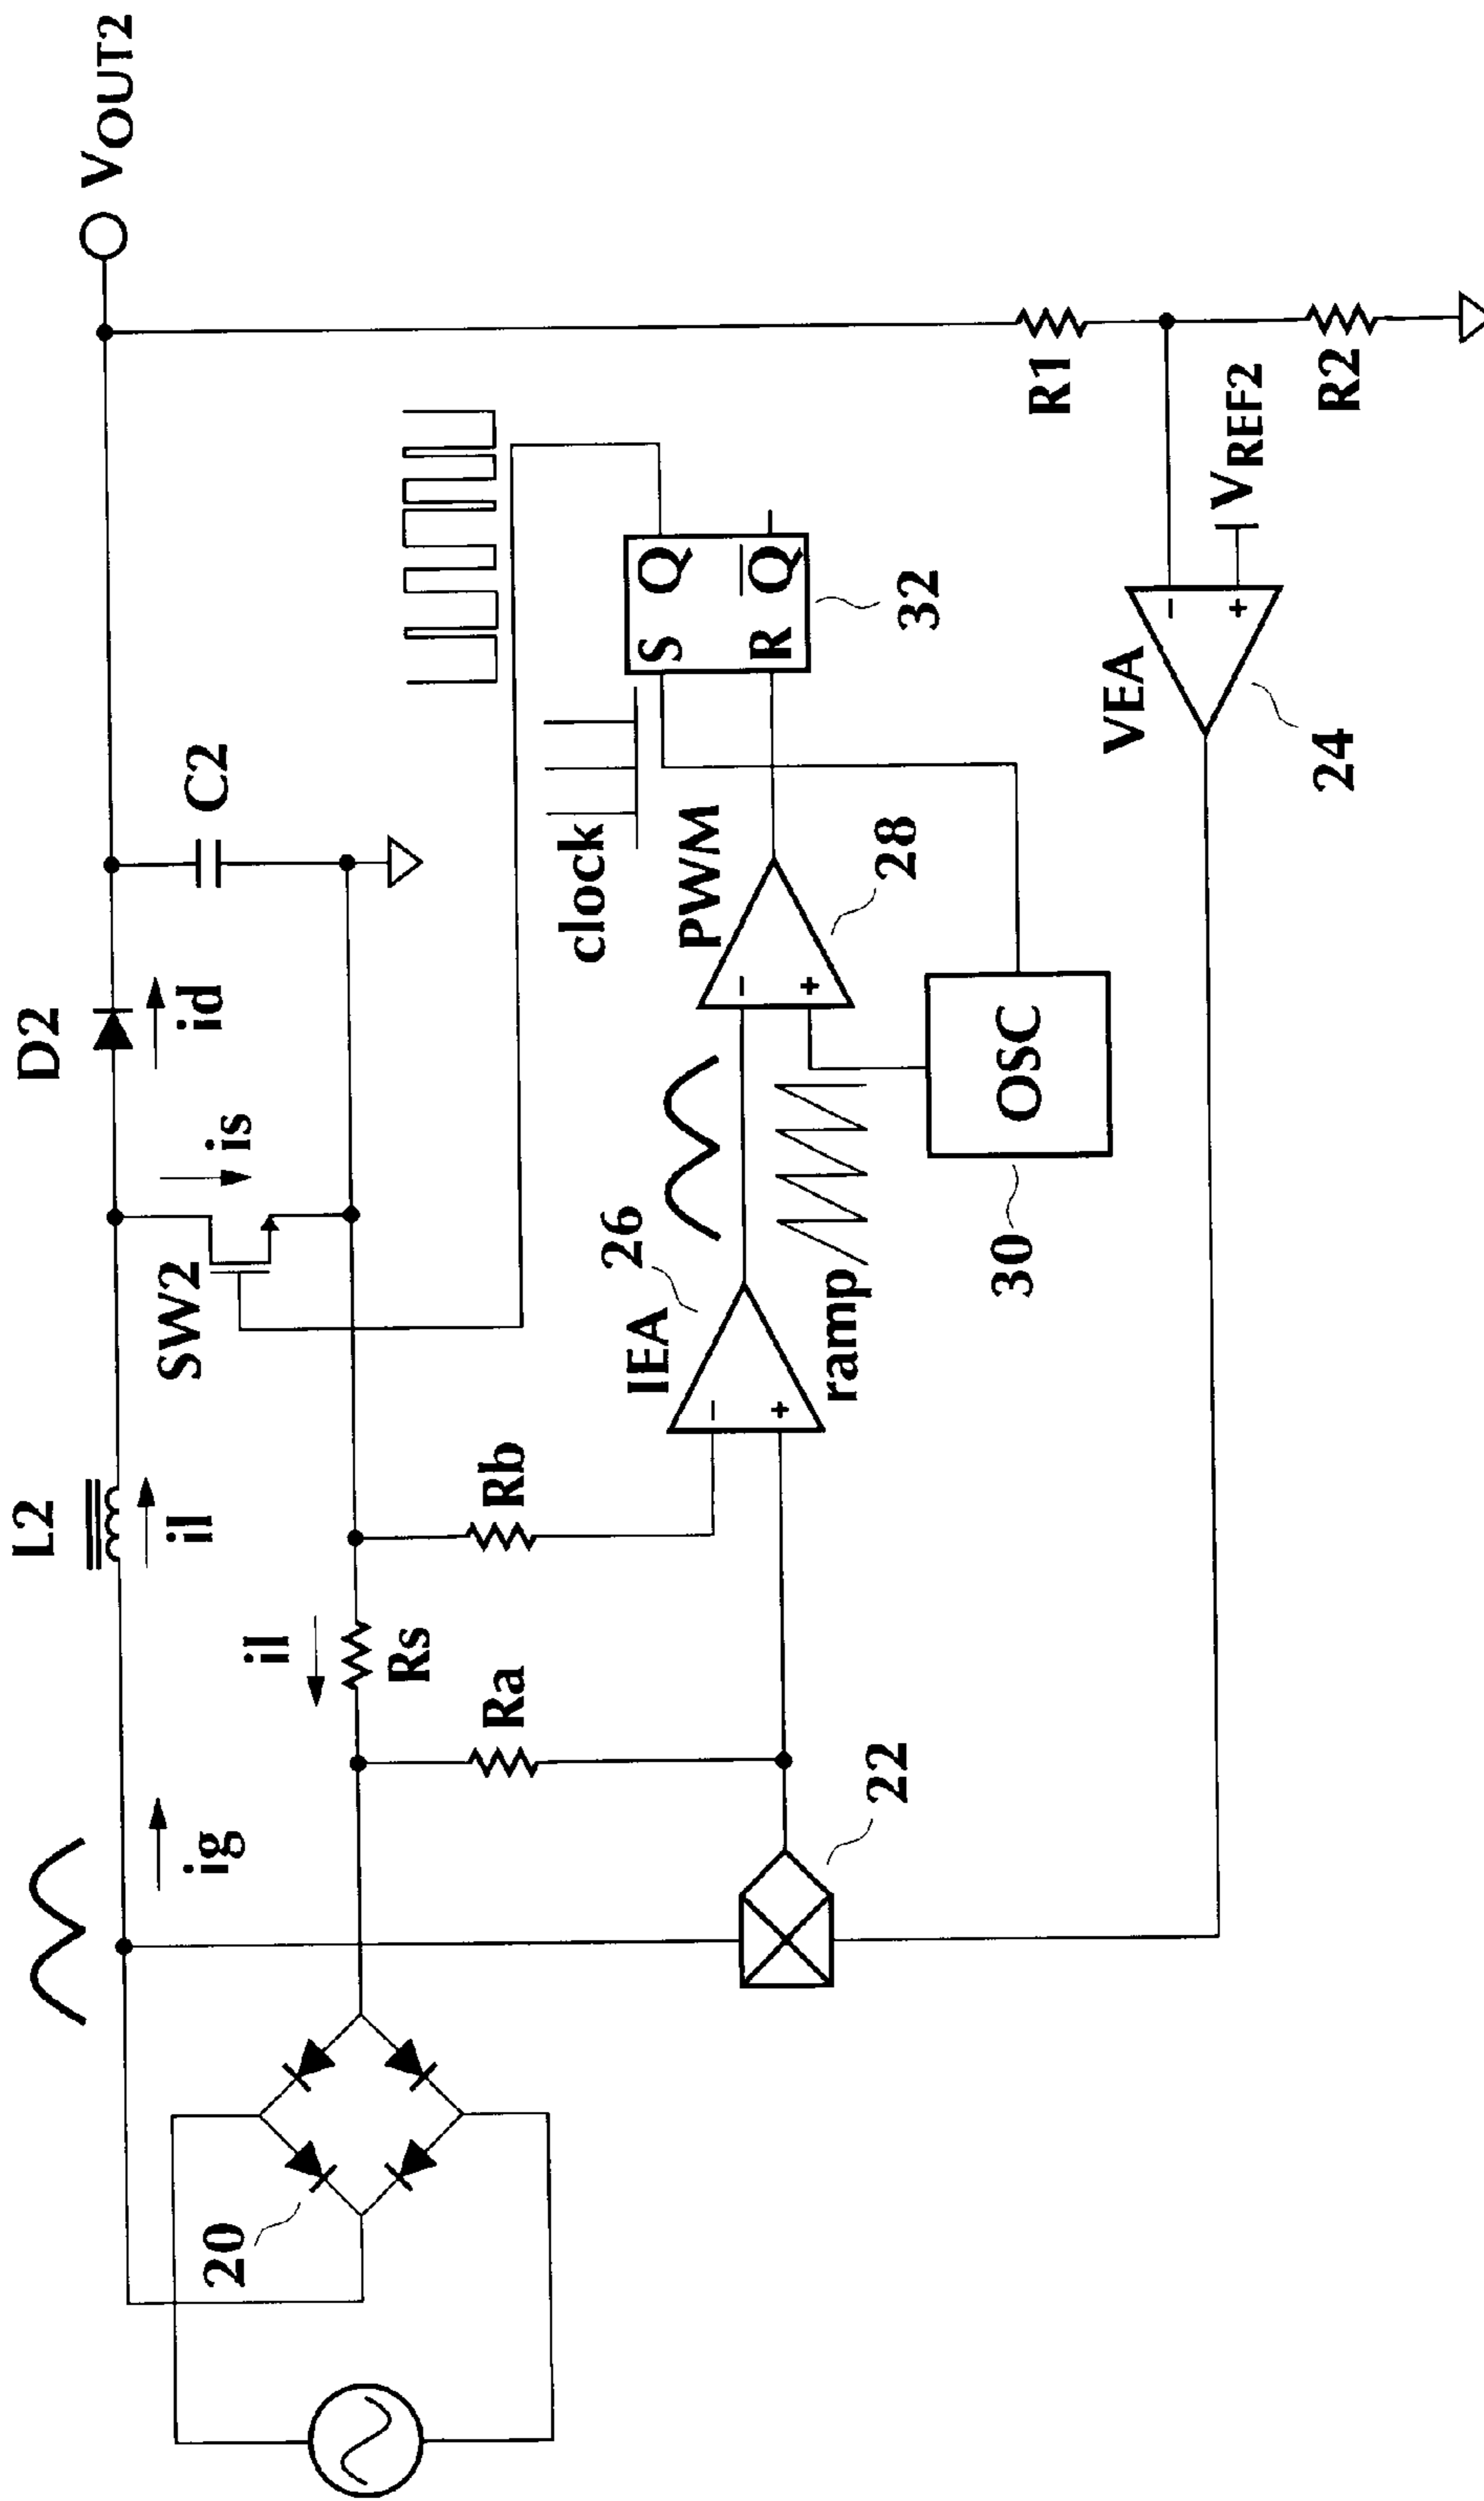 L2
D2
VOUT2
ig
il
il
SW2
is
id
C2
20
Rs
Ra
Rb
IEA
26
clock
PWM
S
Q
R
Q
32
-
+
-
+
28
ramp
22
30
OSC
R1
VEA
-
+
VREF2
24
R2